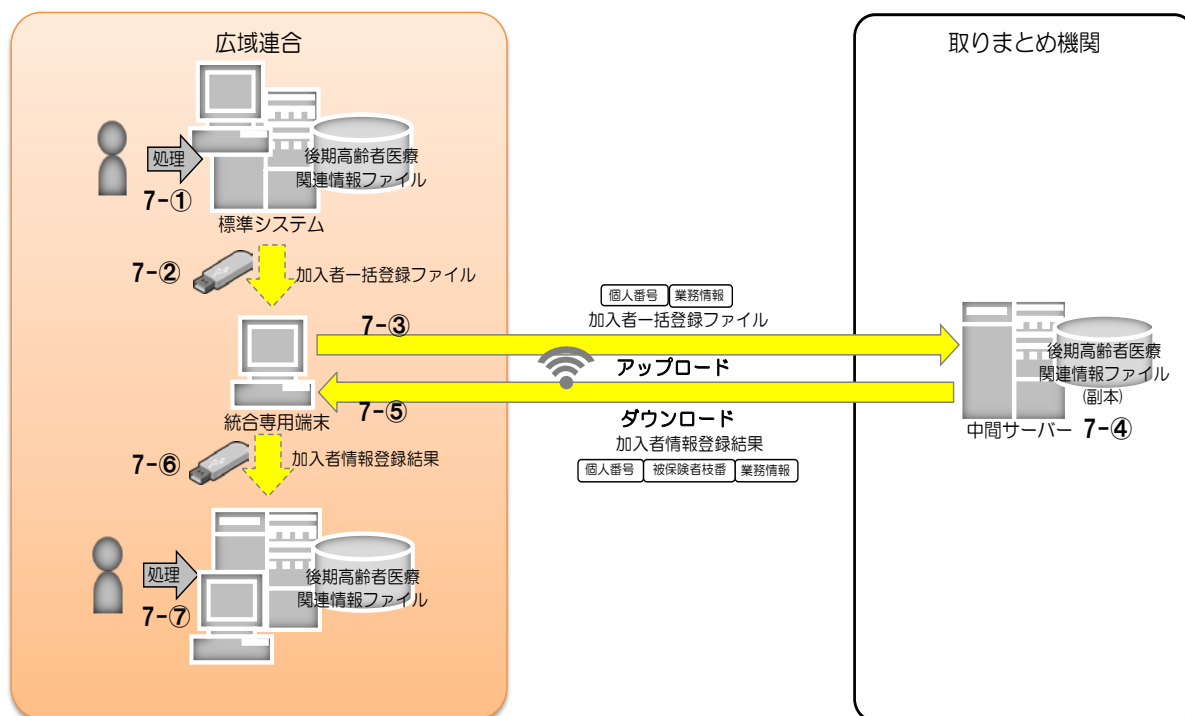 広域連合
処理
7-①
後期高齢者医療
関連情報ファイル
標準システム
7-②
加入者一括登録ファイル
統合専用端末
7-③
個人番号 業務情報
加入者一括登録ファイル
アップロード
取りまとめ機関
後期高齢者医療
関連情報ファイル
(副本)
中間サーバー 7-④
7-⑤
ダウンロード
加入者情報登録結果
個人番号 被保険者枝番 業務情報
7-⑥
加入者情報登録結果
処理
7-⑦
後期高齢者医療
関連情報ファイル